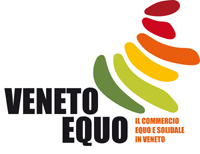 VENETO
EQUO
IL COMMERCIO
EQUO E SOLIDALE
IN VENETO